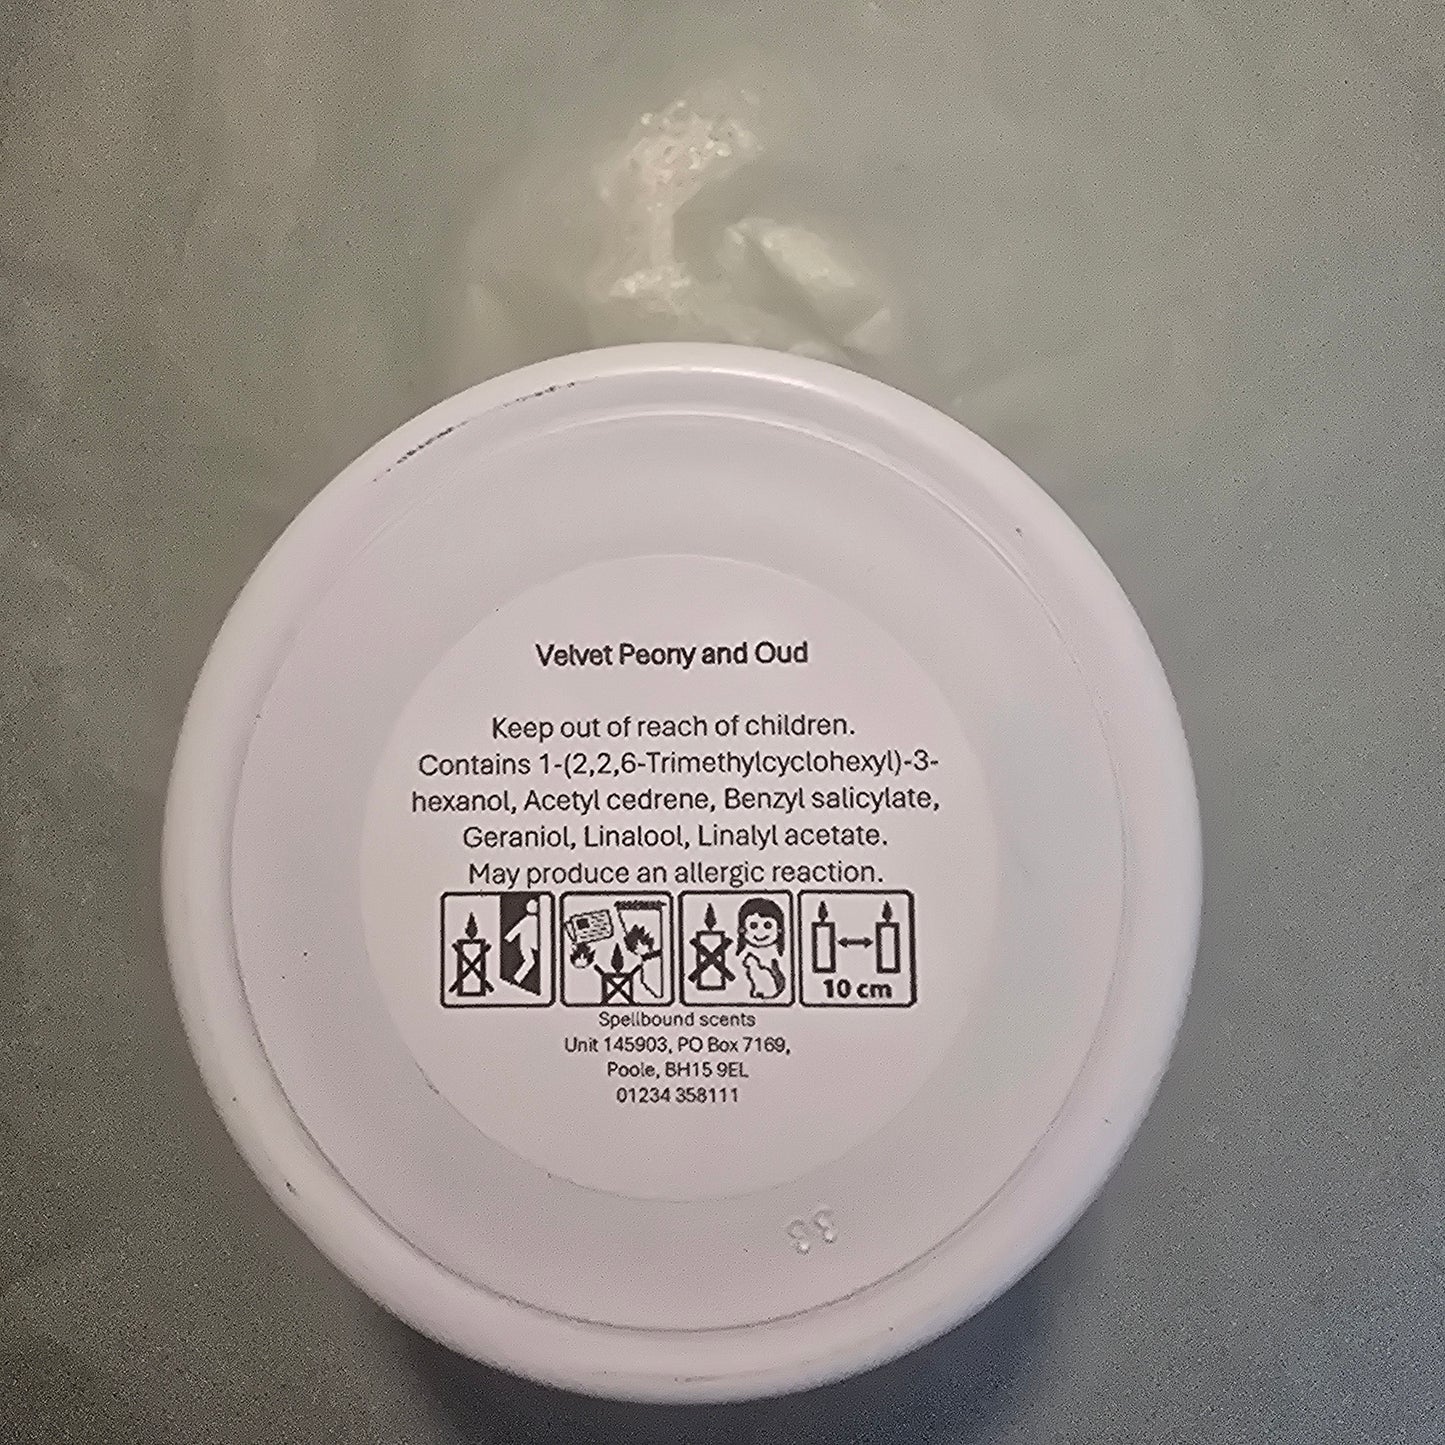 Velvet Peony and Oud
Keep out of reach of children.
Contains 1-(2,2,6-Trimethylcyclohexyl)-3-
hexanol, Acetyl cedrene, Benzyl salicylate,
Geraniol, Linalool, Linalyl acetate.
May produce an allergic reaction.
10 cm
Spellbound scents
Unit 145903, PO Box 7169,
Poole, BH15 9EL
01234 358111